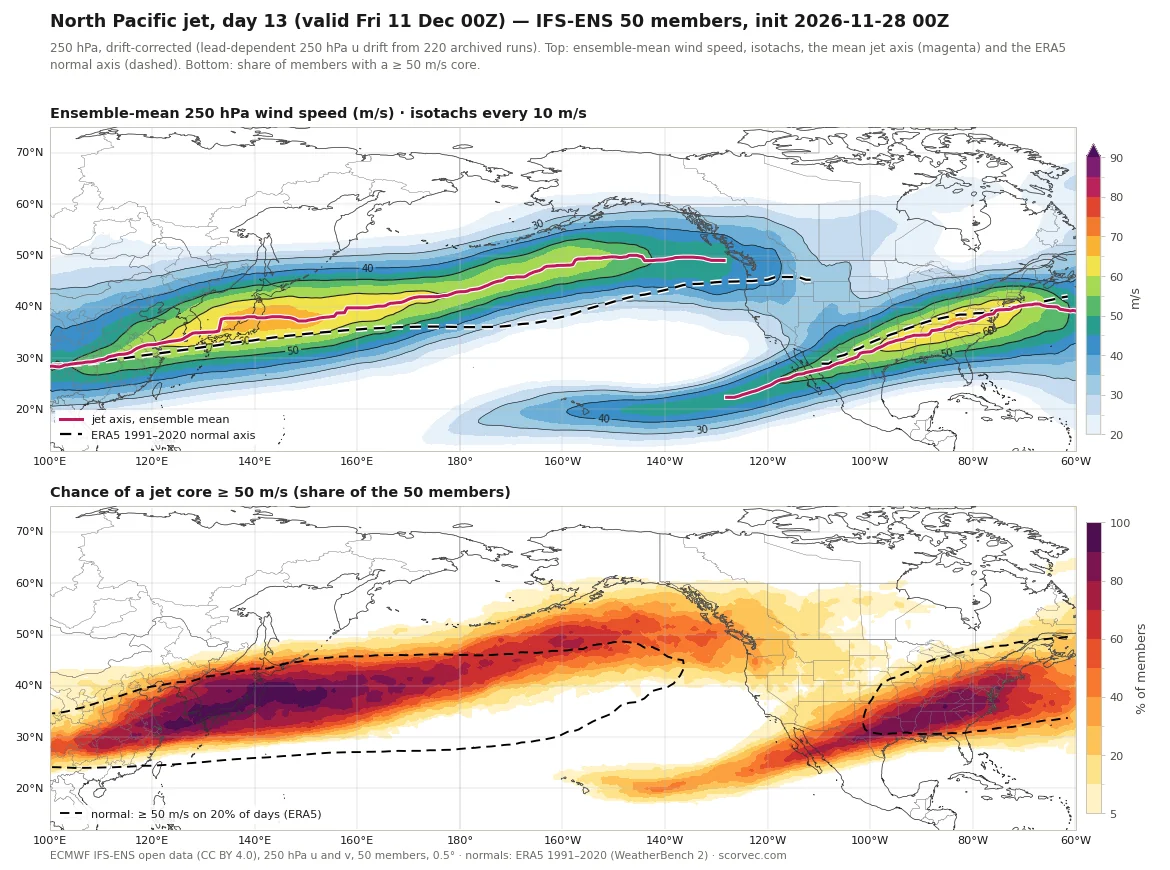 North Pacific jet, day 13 (valid Fri 11 Dec 00Z) — IFS-ENS 50 members, init 2026-11-28 00Z
250 hPa, drift-corrected (lead-dependent 250 hPa u drift from 220 archived runs). Top: ensemble-mean wind speed, isotachs, the mean jet axis (magenta) and the ERA5
normal axis (dashed). Bottom: share of members with a ≥ 50 m/s core.
Ensemble-mean 250 hPa wind speed (m/s) · isotachs every 10 m/s
70°N
60°N
50°N
40°N
30°N
20°N
30
40
50
50
60
50
40
30
jet axis, ensemble mean
ERA5 1991–2020 normal axis
100°E 120°E 140°E 160°E 180° 160°W 140°W 120°W 100°W 80°W 60°W
90
80
70
60
50
40
30
20
m/s
Chance of a jet core ≥ 50 m/s (share of the 50 members)
70°N
60°N
50°N
40°N
30°N
20°N
normal: ≥ 50 m/s on 20% of days (ERA5)
100°E 120°E 140°E 160°E 180° 160°W 140°W 120°W 100°W 80°W 60°W
100
80
60
40
20
5
% of members
ECMWF IFS-ENS open data (CC BY 4.0), 250 hPa u and v, 50 members, 0.5° · normals: ERA5 1991–2020 (WeatherBench 2) · scorvec.com